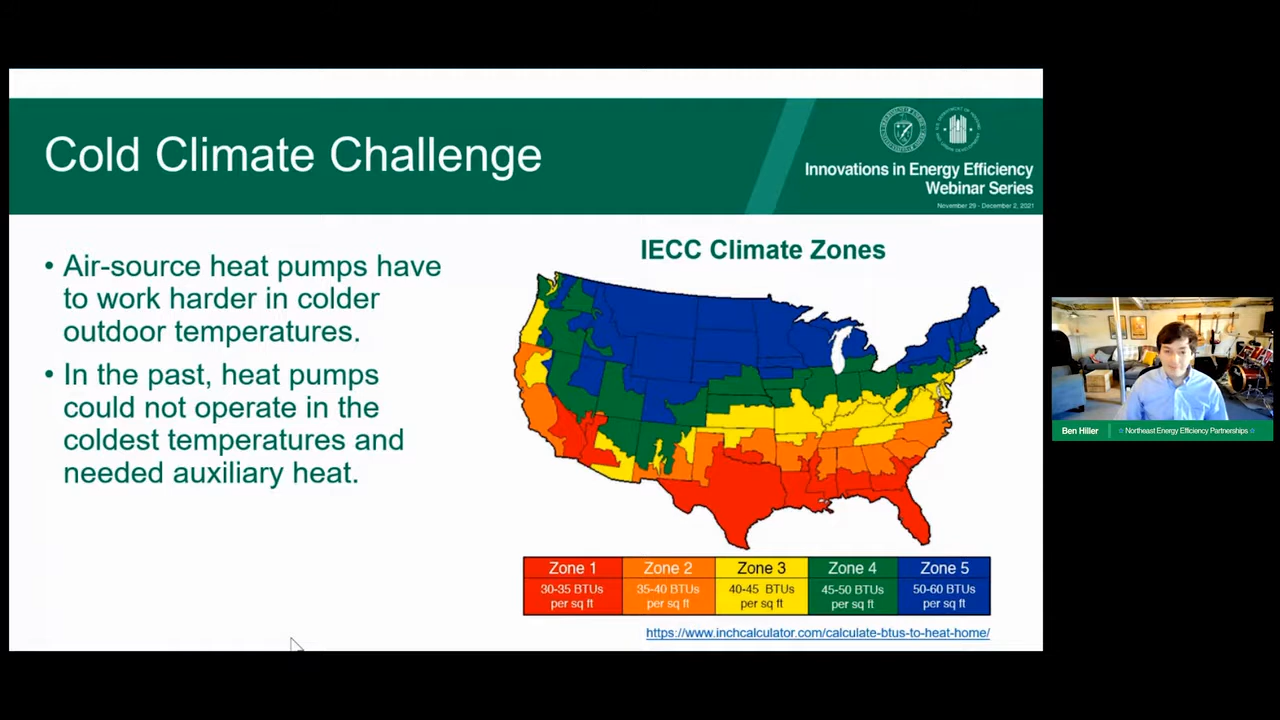 Cold Climate Challenge
Innovations in Energy Efficiency
Webinar Series
November 29 - December 2, 2021
• Air-source heat pumps have
to work harder in colder
outdoor temperatures.
• In the past, heat pumps
could not operate in the
coldest temperatures and
needed auxiliary heat.
IECC Climate Zones
Zone 1 Zone 2 Zone 3 Zone 4 Zone 5
30-35 BTUs 35-40 BTUs 40-45 BTUs 45-50 BTUs 50-60 BTUs
per sq ft per sq ft per sq ft per sq ft per sq ft
https://www.inchcalculator.com/calculate-btus-to-heat-home/
Ben Hiller Northeast Energy Efficiency Partnerships